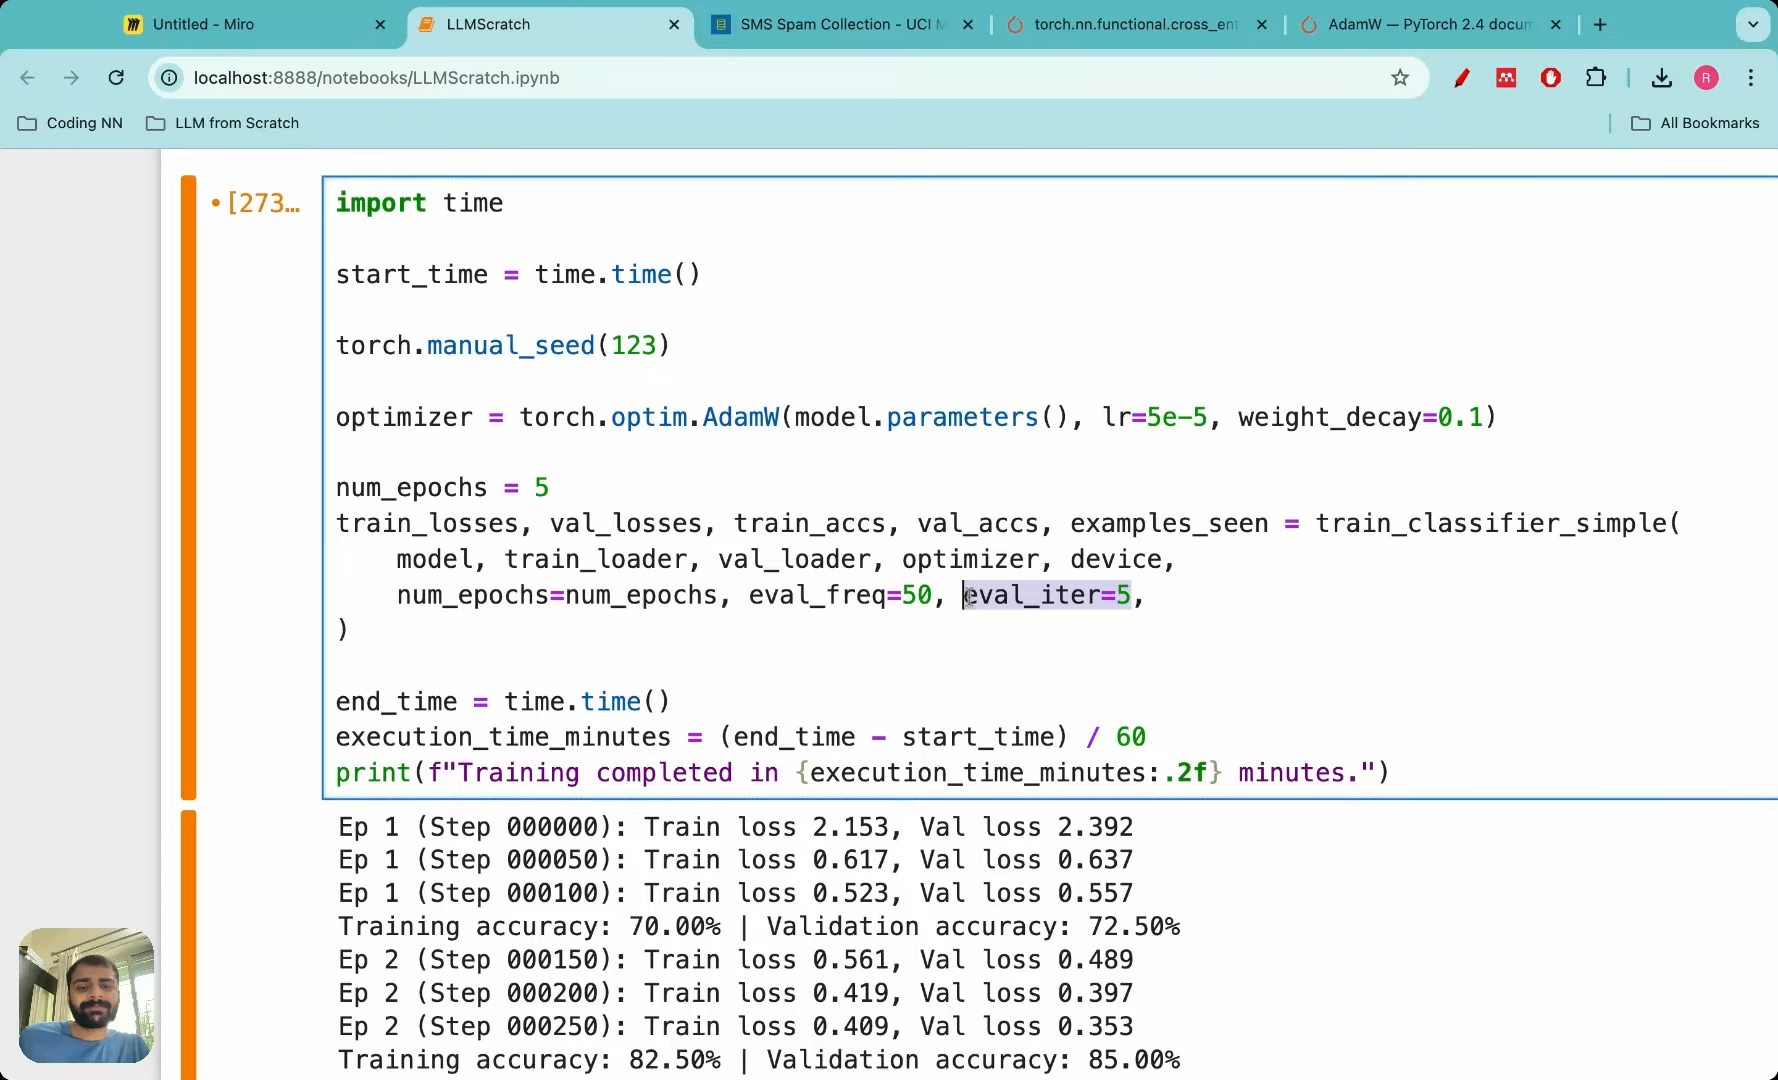 Untitled - Miro
LLMScratch
SMS Spam Collection - UCI
torch.nn.functional.cross_ent
AdamW — PyTorch 2.4 docum
localhost:8888/notebooks/LLMScratch.ipynb
R
Coding NN
LLM from Scratch
All Bookmarks
[273…
import time
start_time = time.time()
torch.manual_seed(123)
optimizer = torch.optim.AdamW(model.parameters(), lr=5e-5, weight_decay=0.1)
num_epochs = 5
train_losses, val_losses, train_accs, val_accs, examples_seen = train_classifier_simple(
model, train_loader, val_loader, optimizer, device,
num_epochs=num_epochs, eval_freq=50, eval_iter=5,
)
end_time = time.time()
execution_time_minutes = (end_time - start_time) / 60
print(f"Training completed in {execution_time_minutes:.2f} minutes.")
Ep 1 (Step 000000): Train loss 2.153, Val loss 2.392
Ep 1 (Step 000050): Train loss 0.617, Val loss 0.637
Ep 1 (Step 000100): Train loss 0.523, Val loss 0.557
Training accuracy: 70.00% | Validation accuracy: 72.50%
Ep 2 (Step 000150): Train loss 0.561, Val loss 0.489
Ep 2 (Step 000200): Train loss 0.419, Val loss 0.397
Ep 2 (Step 000250): Train loss 0.409, Val loss 0.353
Training accuracy: 82.50% | Validation accuracy: 85.00%